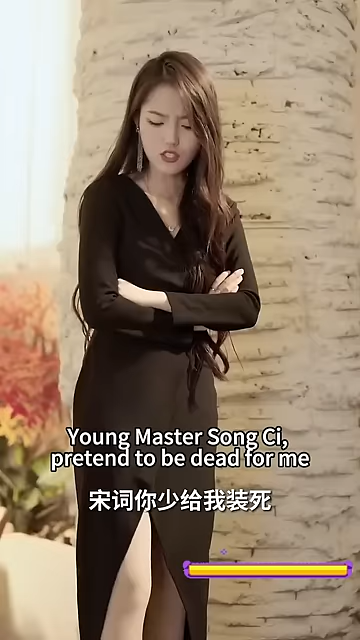 Young Master Song Ci,
pretend to be dead for me
宋词你少给我装死